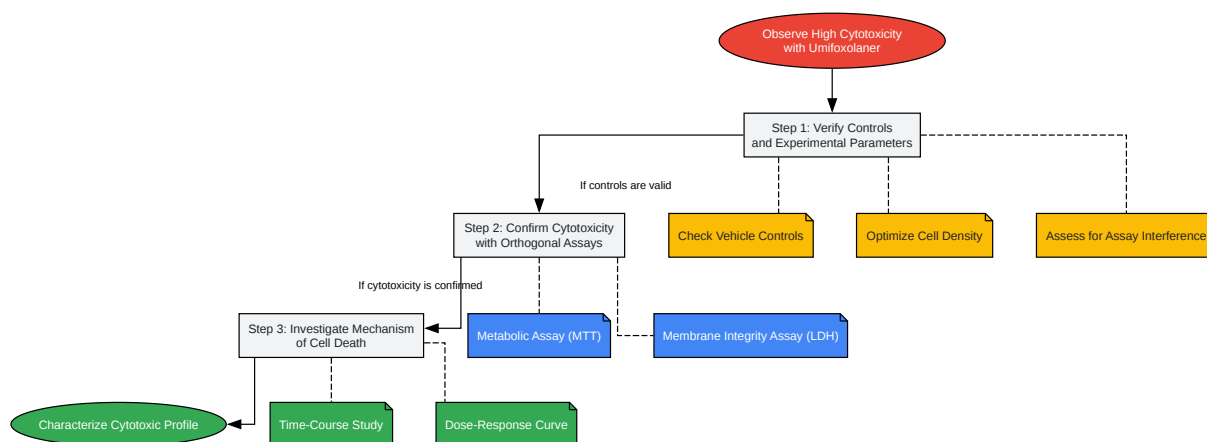 Observe High Cytotoxicity
with Umifoxolaner
Step 1: Verify Controls
and Experimental Parameters
If controls are valid
Step 2: Confirm Cytotoxicity
with Orthogonal Assays
Check Vehicle Controls
Optimize Cell Density
Assess for Assay Interference
If cytotoxicity is confirmed
Step 3: Investigate Mechanism
of Cell Death
Metabolic Assay (MTT)
Membrane Integrity Assay (LDH)
Characterize Cytotoxic Profile
Time-Course Study
Dose-Response Curve